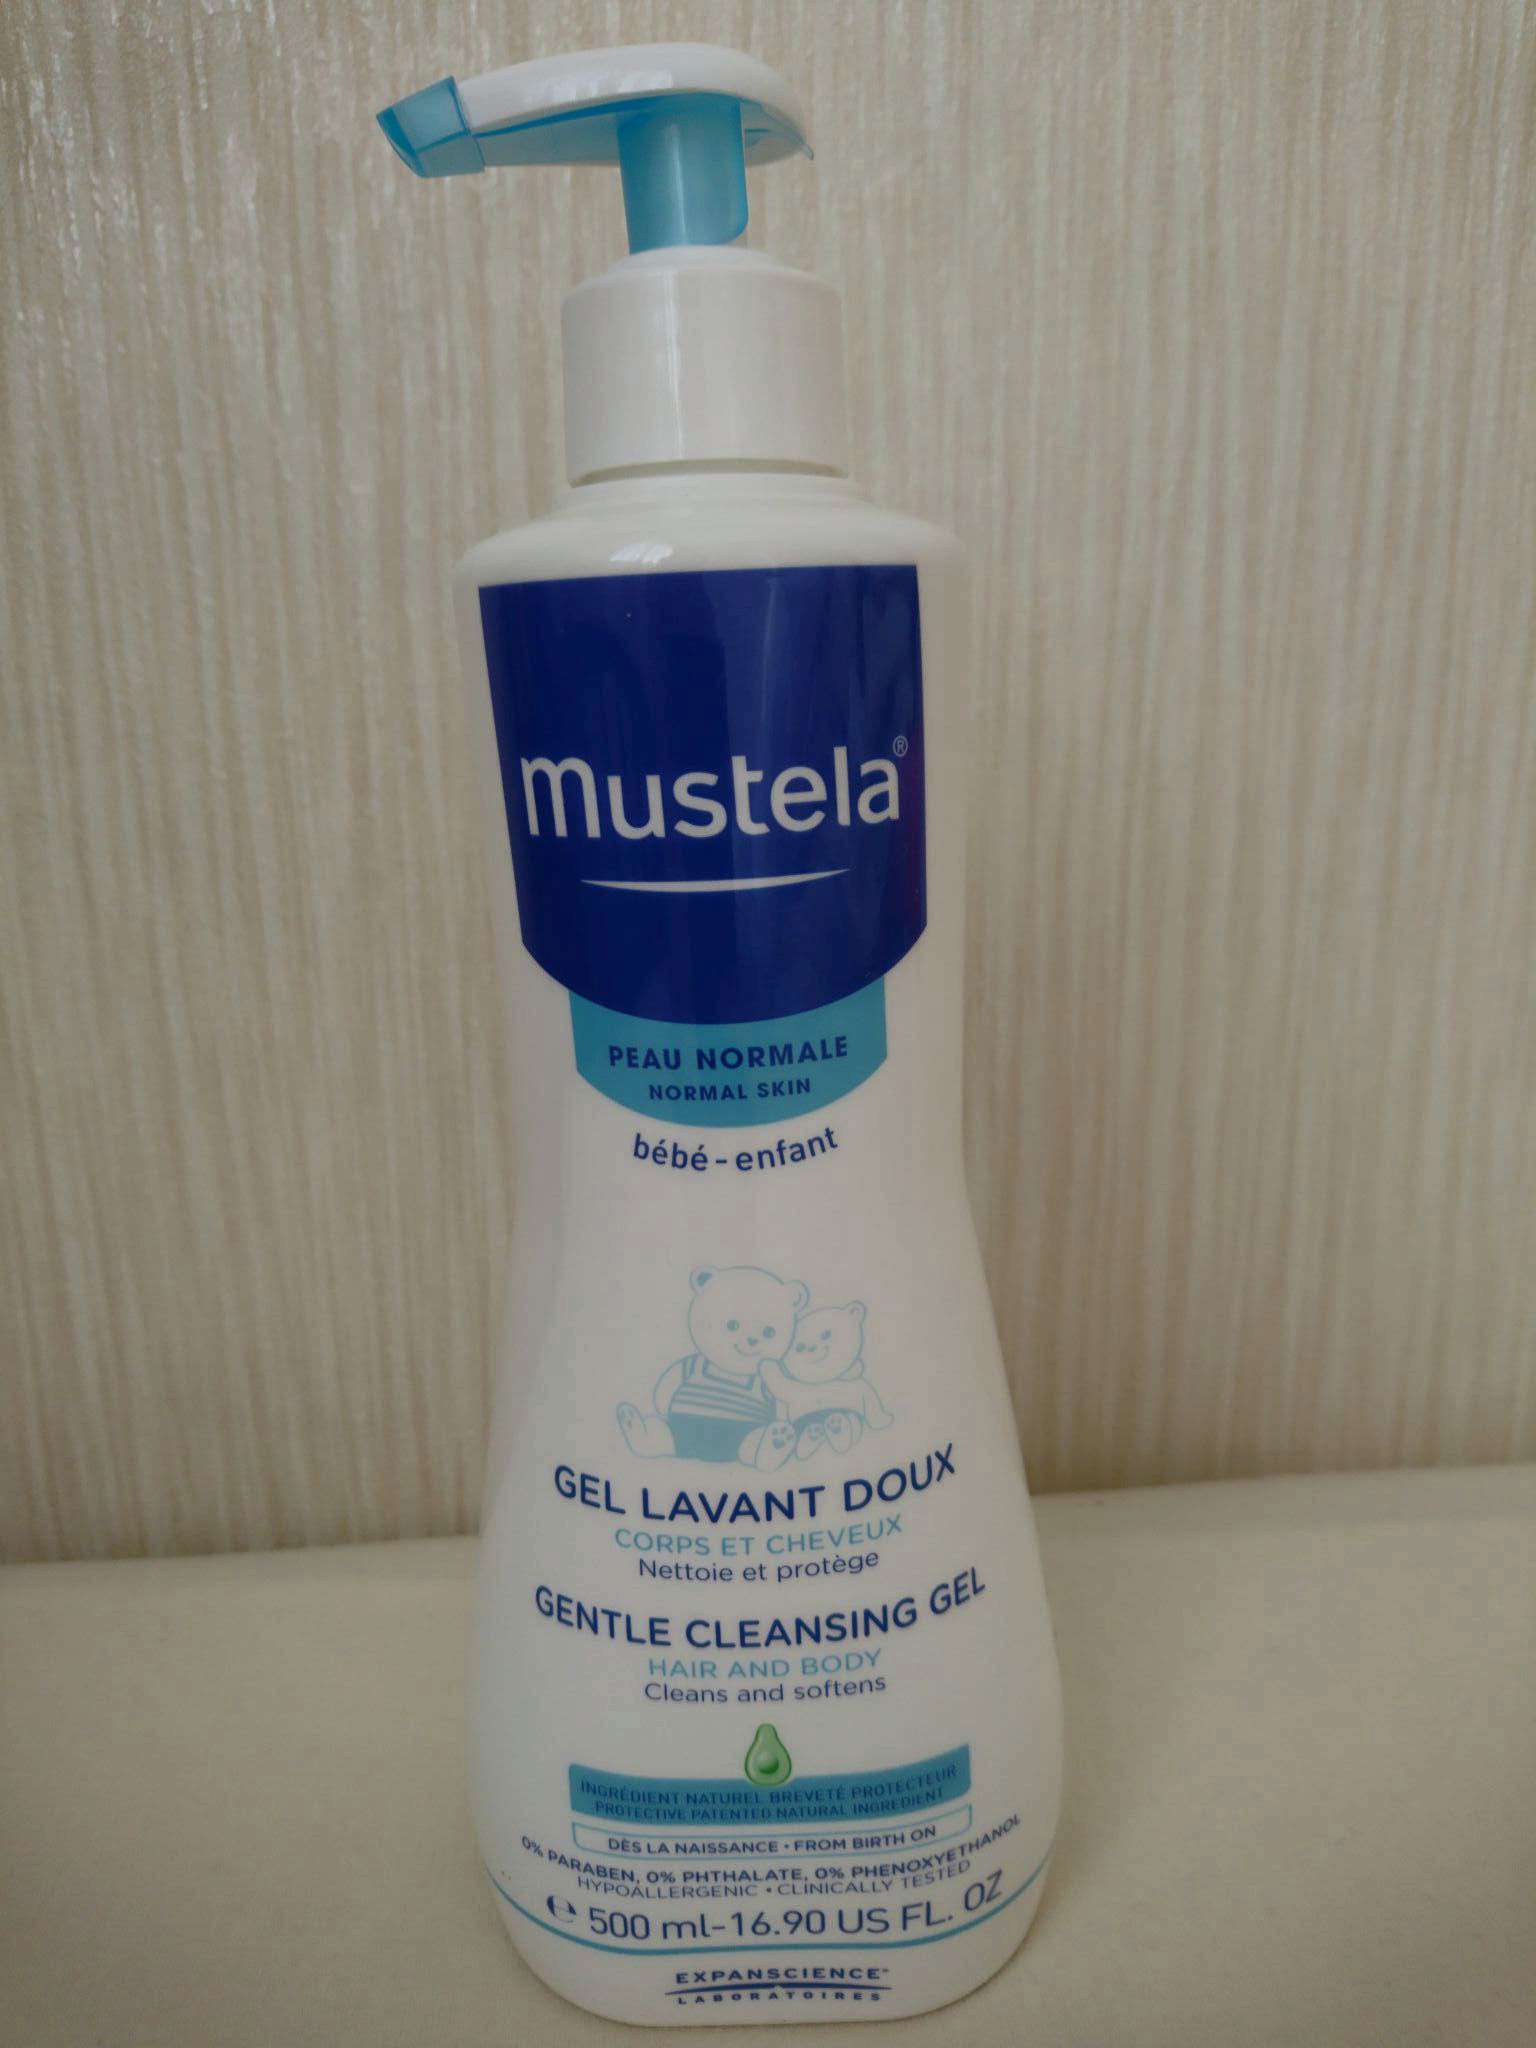 mustela®
PEAU NORMALE
NORMAL SKIN
bébé-enfant
GEL LAVANT DOUX
CORPS ET CHEVEUX
Nettoie et protège
GENTLE CLEANSING GEL
HAIR AND BODY
Cleans and softens
INGRÉDIENT NATUREL BREVETÉ PROTECTEUR
PROTECTIVE PATENTED NATURAL INGREDIENT
DÈS LA NAISSANCE • FROM BIRTH ON
0% PARABEN, 0% PHTHALATE, 0% PHENOXYETHANOL
HYPOALLERGENIC • CLINICALLY TESTED
℮ 500 ml-16.90 US FL. OZ
EXPANSCIENCE
LABORATOIRES